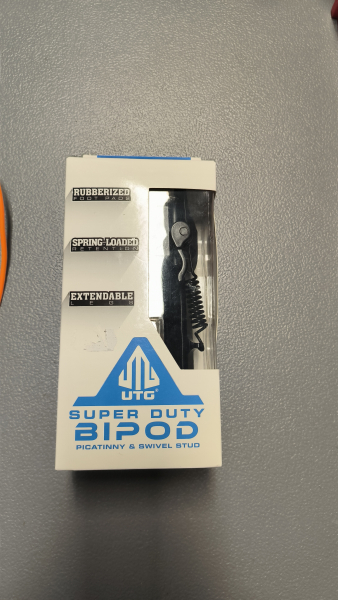 RUBBERIZED
FOOT PADS
SPRING-LOADED
RETENTION
EXTENDABLE
LEGS
UTG®
SUPER DUTY
BIPOD
PICATINNY & SWIVEL STUD